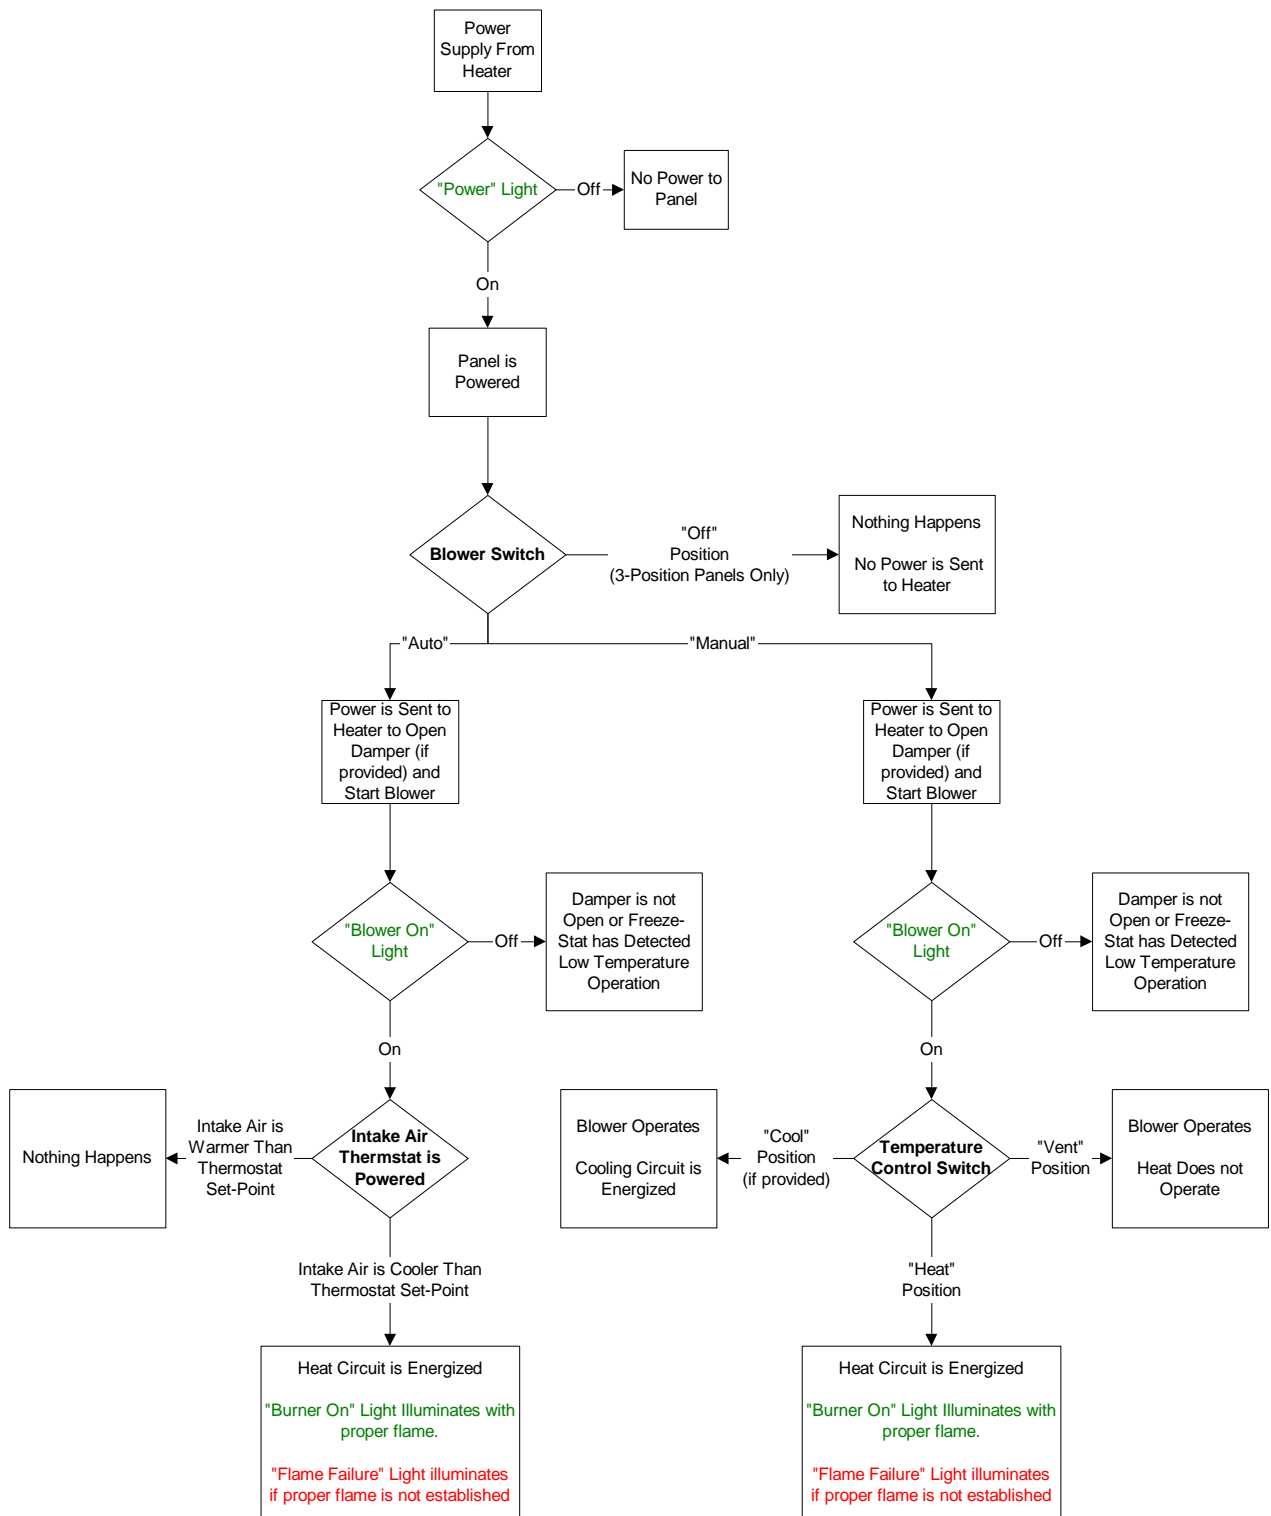 Power
Supply From
Heater
"Power" Light
Off
No Power to
Panel
On
Panel is
Powered
Blower Switch
"Off"
Position
(3-Position Panels Only)
Nothing Happens
No Power is Sent
to Heater
"Auto"
"Manual"
Power is Sent to
Heater to Open
Damper (if
provided) and
Start Blower
Power is Sent to
Heater to Open
Damper (if
provided) and
Start Blower
"Blower On"
Light
Off
Damper is not
Open or Freeze-
Stat has Detected
Low Temperature
Operation
"Blower On"
Light
Off
Damper is not
Open or Freeze-
Stat has Detected
Low Temperature
Operation
On
On
Nothing Happens
Intake Air is
Warmer Than
Thermostat
Set-Point
Intake Air
Thermstat is
Powered
Blower Operates
Cooling Circuit is
Energized
"Cool"
Position
(if provided)
Temperature
Control Switch
"Vent"
Position
Blower Operates
Heat Does not
Operate
Intake Air is Cooler Than
Thermostat Set-Point
"Heat"
Position
Heat Circuit is Energized
"Burner On" Light Illuminates with
proper flame.
"Flame Failure" Light illuminates
if proper flame is not established
Heat Circuit is Energized
"Burner On" Light Illuminates with
proper flame.
"Flame Failure" Light illuminates
if proper flame is not established